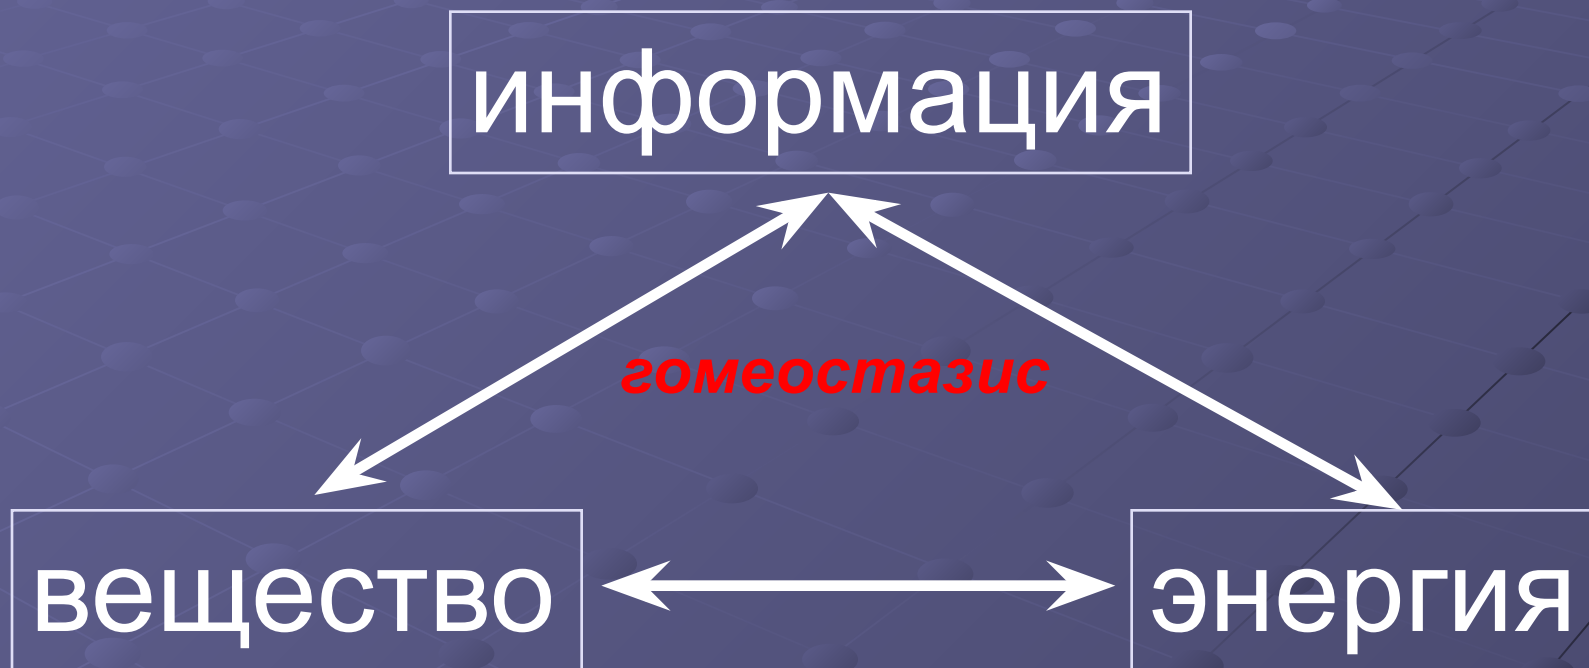 информация
гомеостазис
вещество
энергия